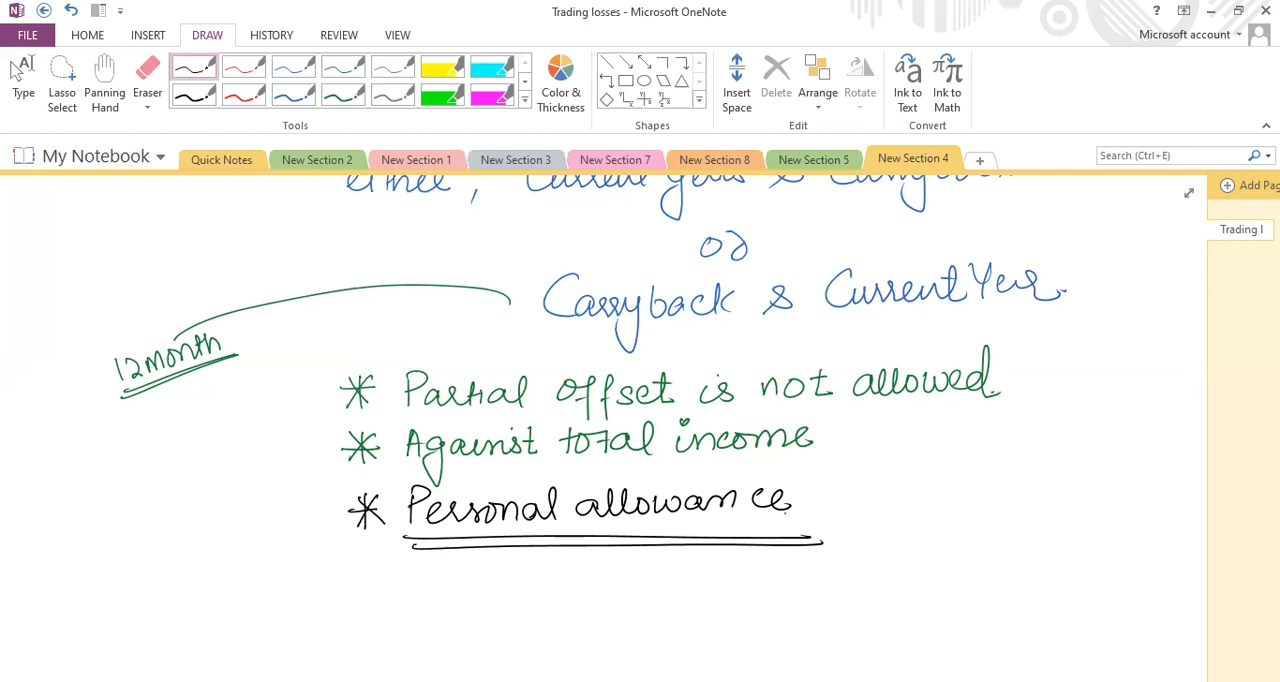 Trading losses - Microsoft OneNote
?
FILE HOME INSERT DRAW HISTORY REVIEW VIEW
Microsoft account
Type
Lasso Select
Panning Hand
Eraser
Color & Thickness
Insert Space
Delete
Arrange
Rotate
Ink to Text
Ink to Math
Tools
Shapes
Edit
Convert
My Notebook
Quick Notes New Section 2 New Section 1 New Section 3 New Section 7 New Section 8 New Section 5 New Section 4
Search (Ctrl+E)
Add Pag
Trading l
or
Carryback & Current Year
12 month
* Partial offset is not allowed.
* Against total income
* Personal allowance